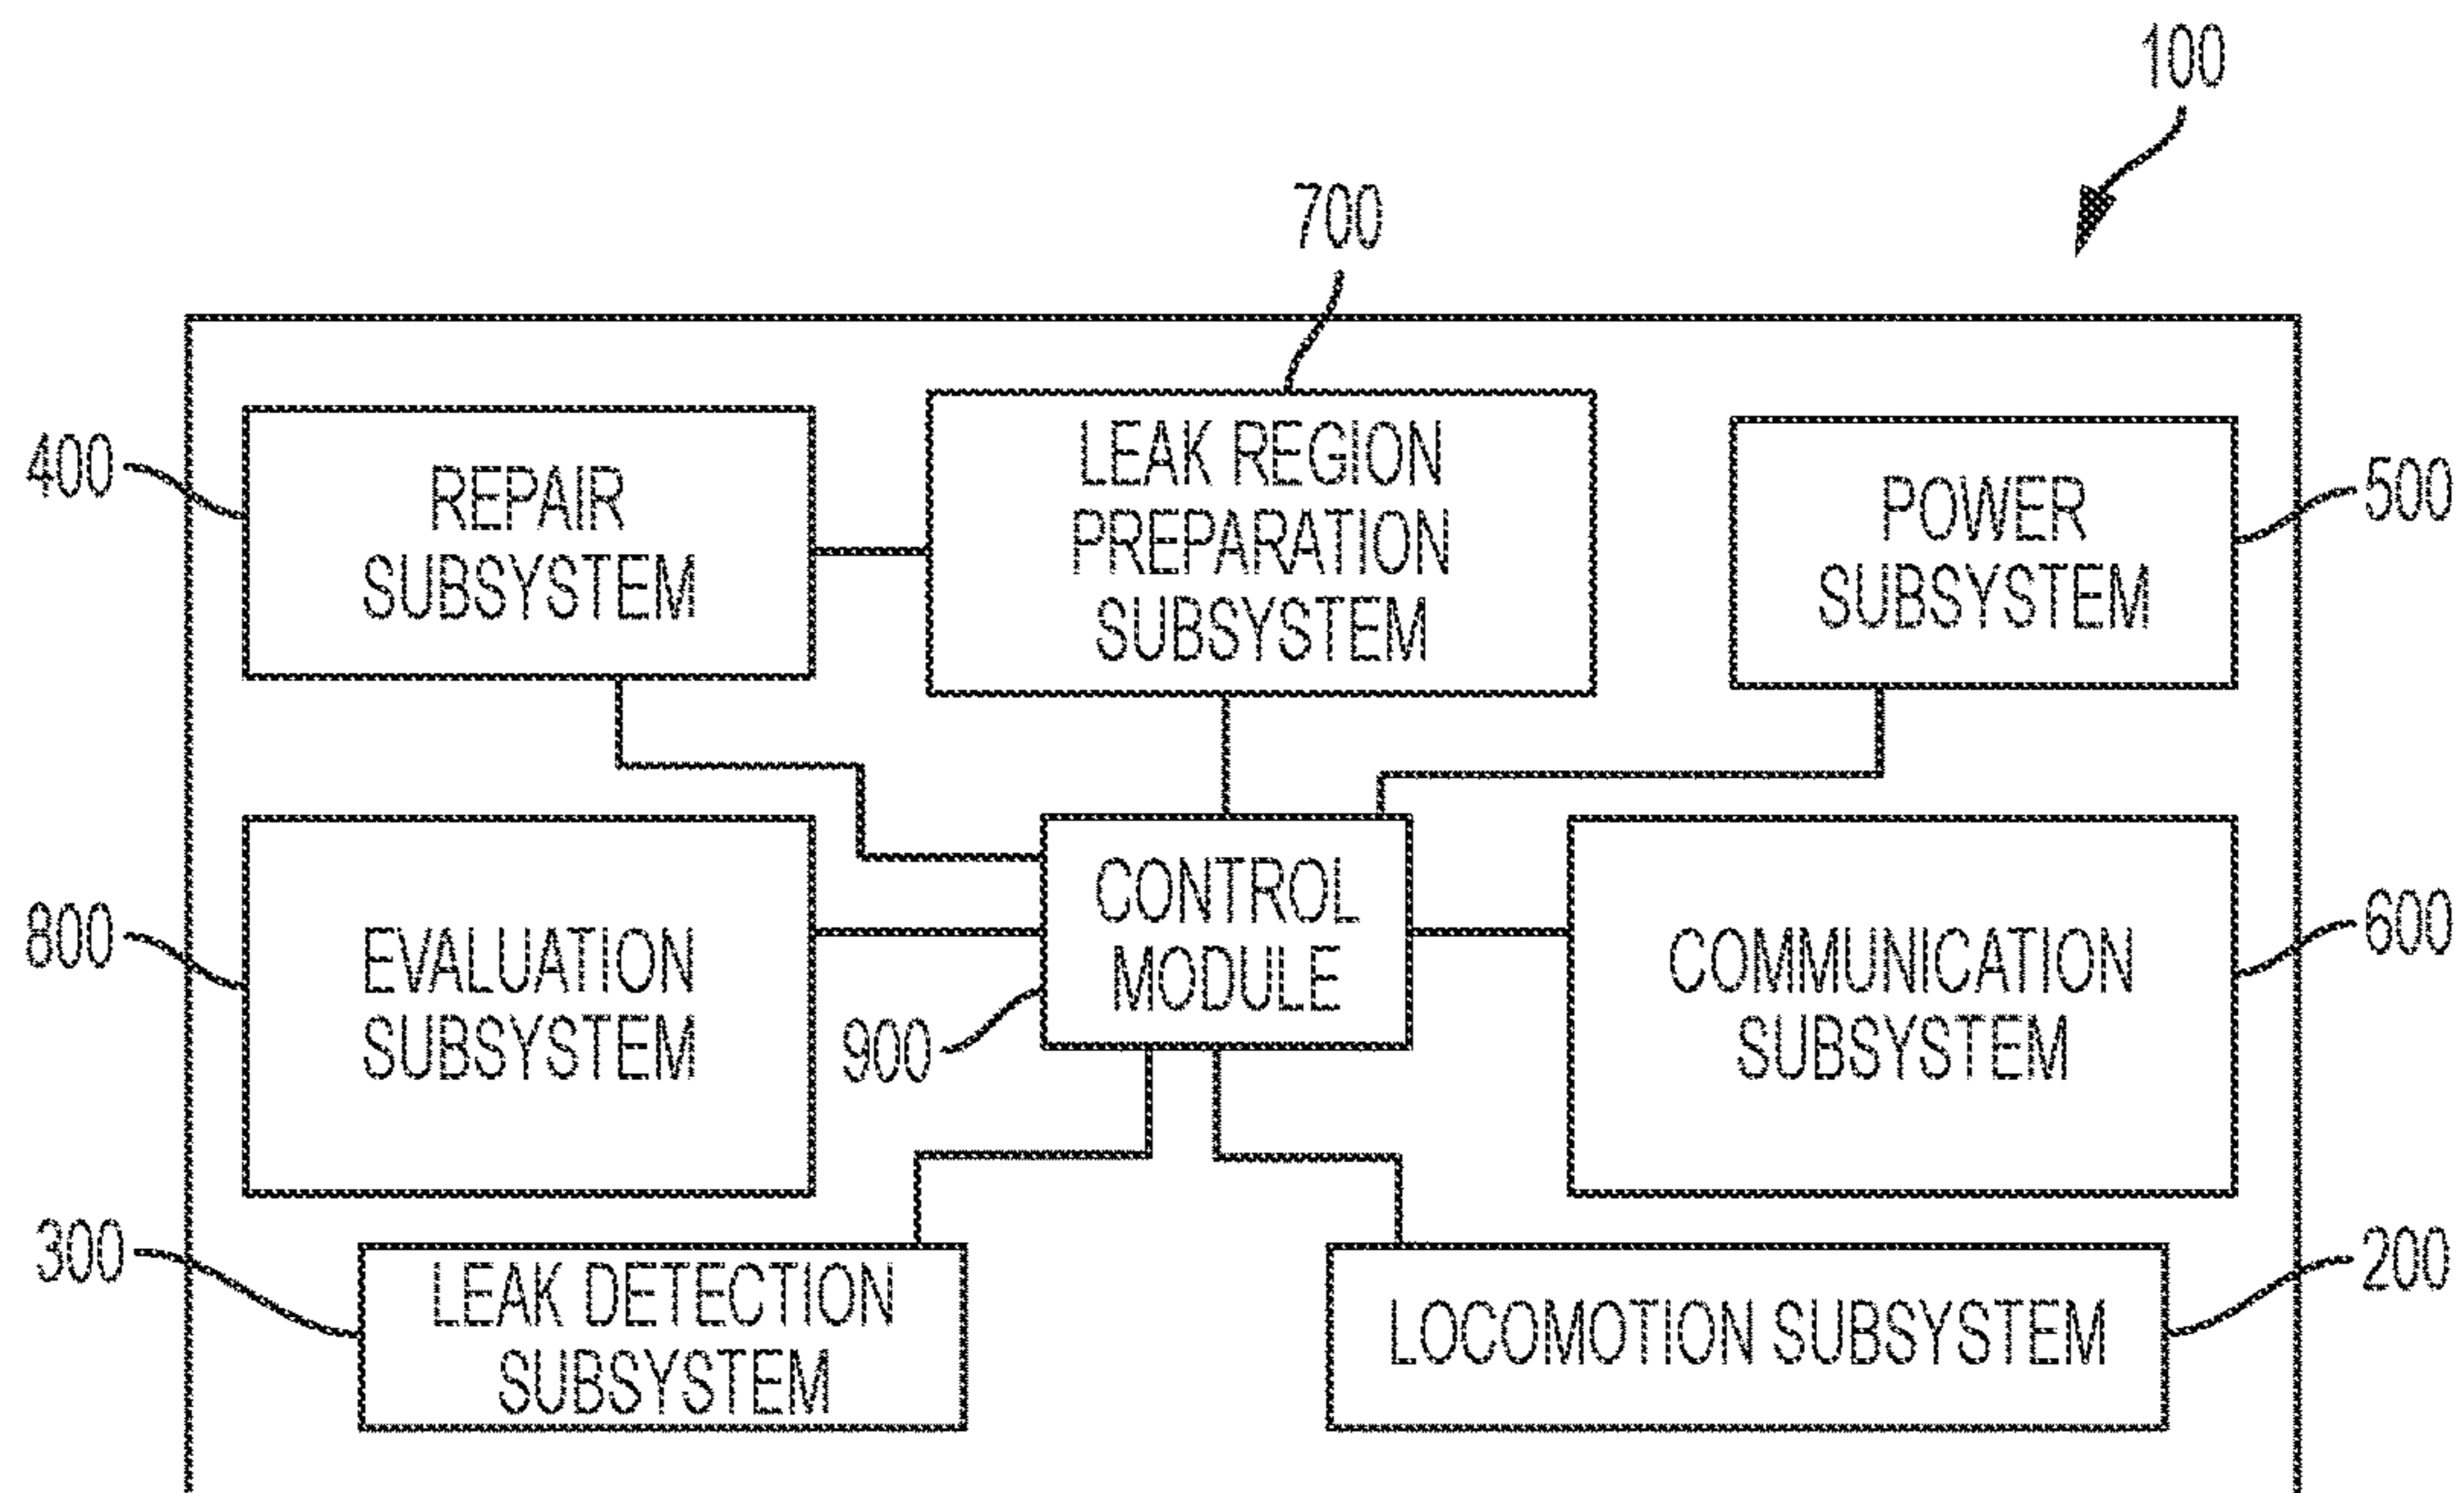 100
700
400
REPAIR
SUBSYSTEM
LEAK REGION
PREPARATION
SUBSYSTEM
POWER
SUBSYSTEM
500
800
EVALUATION
SUBSYSTEM
900
CONTROL
MODULE
COMMUNICATION
SUBSYSTEM
600
300
LEAK DETECTION
SUBSYSTEM
LOCOMOTION SUBSYSTEM
200